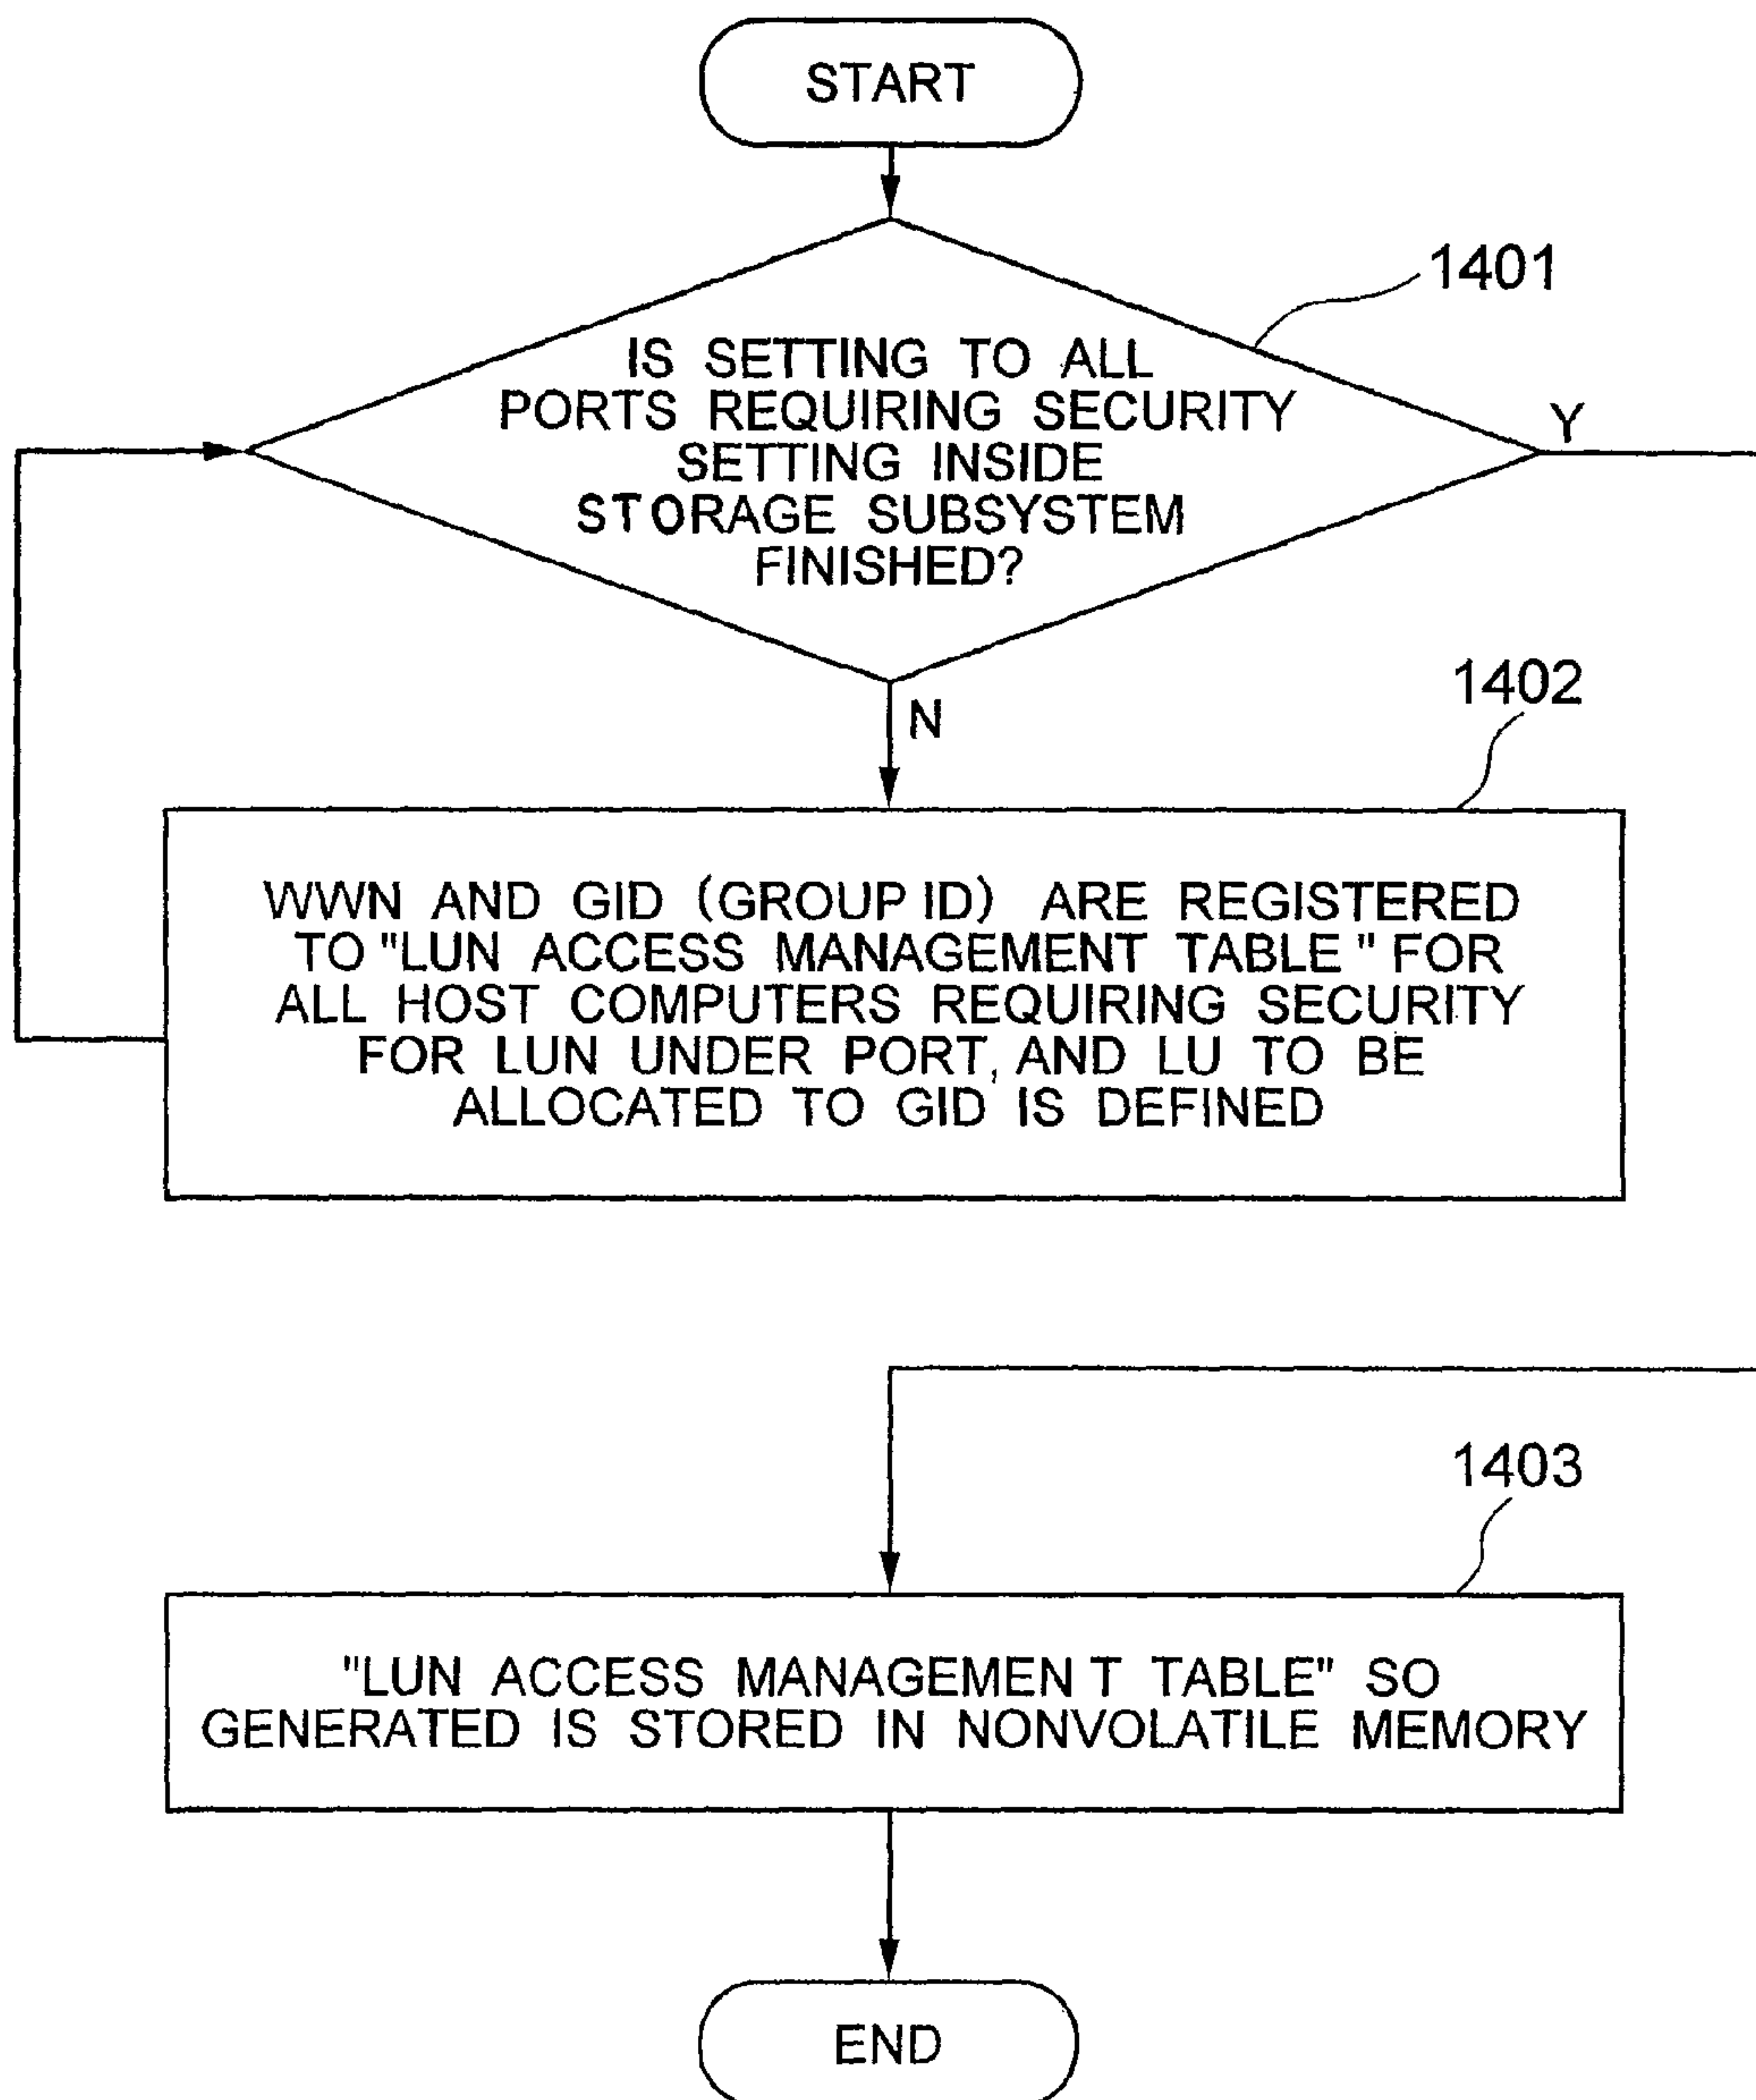 START
1401
IS SETTING TO ALL
PORTS REQUIRING SECURITY
SETTING INSIDE
STORAGE SUBSYSTEM
FINISHED?
Y
N
1402
WWN AND GID (GROUP ID) ARE REGISTERED
TO "LUN ACCESS MANAGEMENT TABLE" FOR
ALL HOST COMPUTERS REQUIRING SECURITY
FOR LUN UNDER PORT, AND LU TO BE
ALLOCATED TO GID IS DEFINED
1403
"LUN ACCESS MANAGEMENT TABLE" SO
GENERATED IS STORED IN NONVOLATILE MEMORY
END